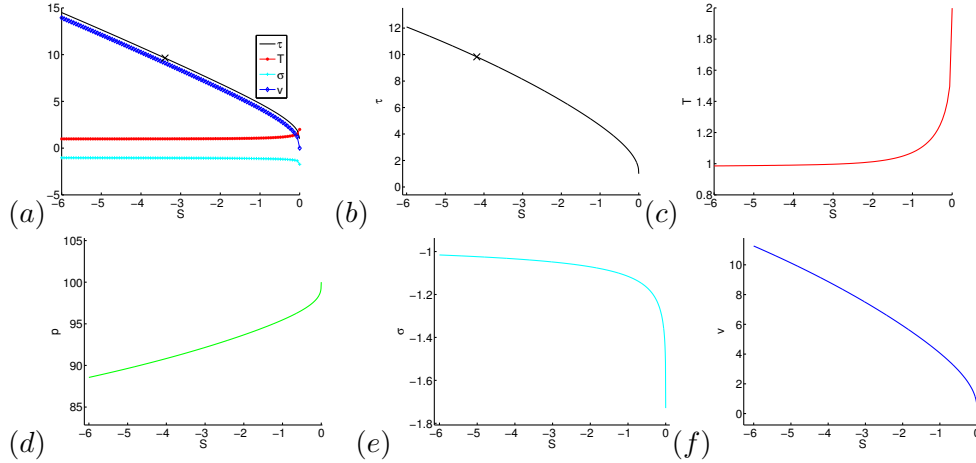 15
10
5
0
−5
−6 −5 −4 −3 −2 −1 0
S
τ
T
σ
v
(a)
12
10
8
6
4
2
0
τ
−6 −5 −4 −3 −2 −1 0
S
(b)
2
1.8
1.6
1.4
1.2
1
0.8
T
−6 −5 −4 −3 −2 −1 0
S
(c)
105
100
95
90
85
p
−6 −5 −4 −3 −2 −1 0
S
(d)
−1
−1.2
−1.4
−1.6
−1.8
σ
−6 −5 −4 −3 −2 −1 0
S
(e)
10
8
6
4
2
0
v
−6 −5 −4 −3 −2 −1 0
S
(f)